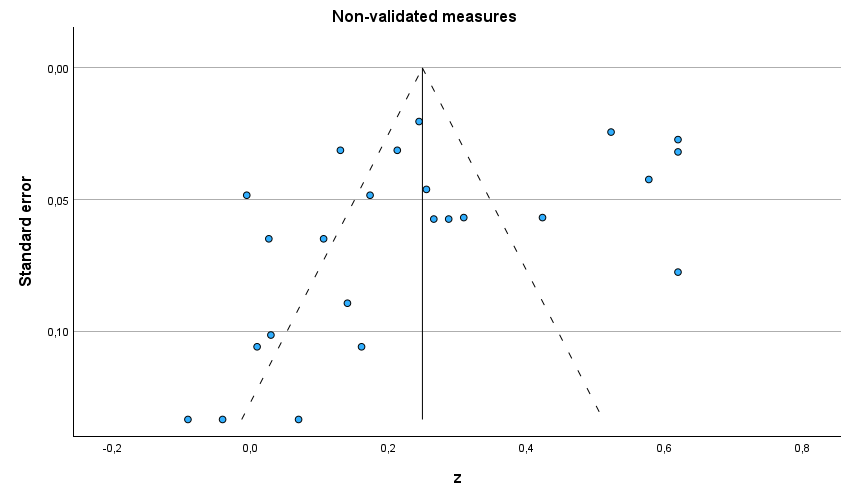 Non-validated measures
0,00
0,05
0,10
Standard error
-0,2 0,0 0,2 0,4 0,6 0,8
z